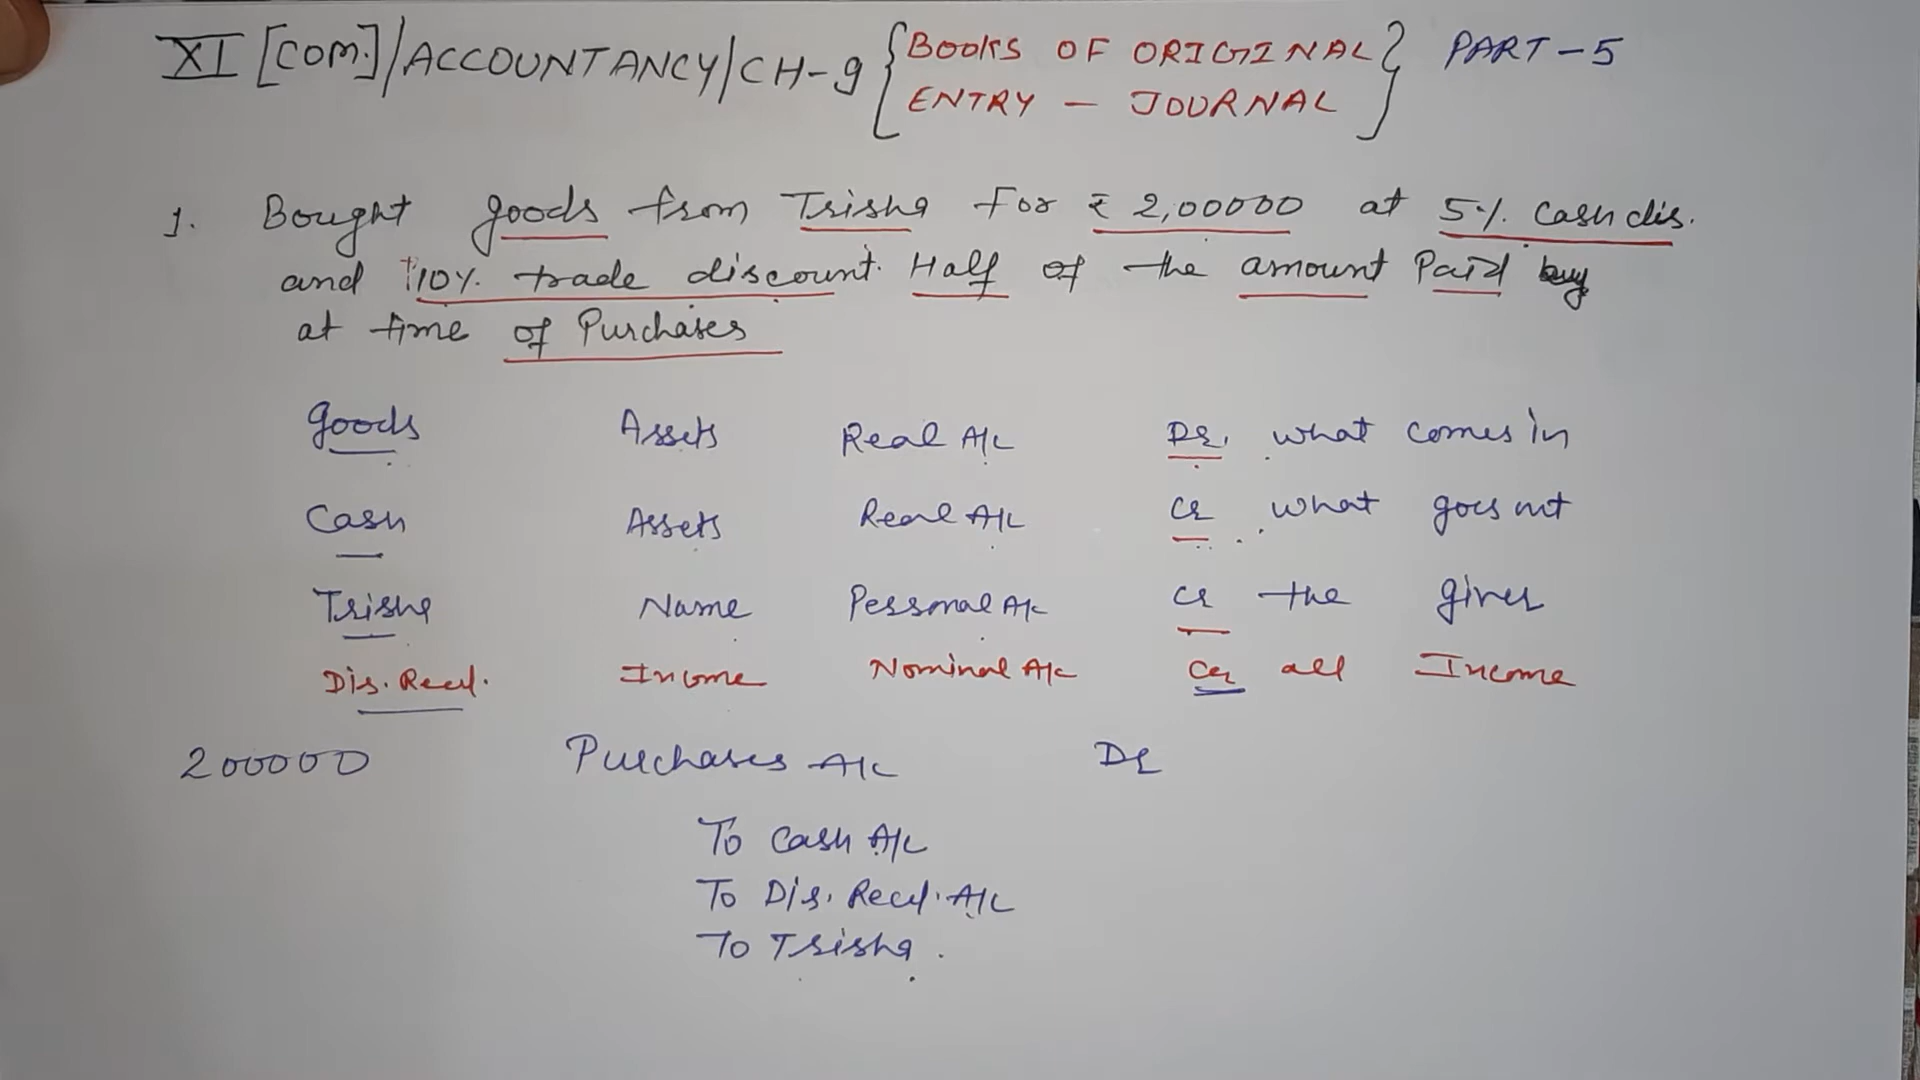 XI [COM.]/ACCOUNTANCY/CH-9 {BOOKS OF ORIGINAL ENTRY - JOURNAL} PART-5
1. Bought goods from Trisha for ₹ 2,00000 at 5% Cash dis.
and 10% trade discount. Half of the amount Paid
at time of Purchases
goods Assets Real A/c DR. what comes in
Cash Assets Real A/c CR what goes out
Trisha Name Personal A/c CR the giver
Dis. Recd. Income Nominal A/c CR all Income
200000 Purchases A/c DR
To Cash A/c
To Dis. Recd. A/c
To Trisha.